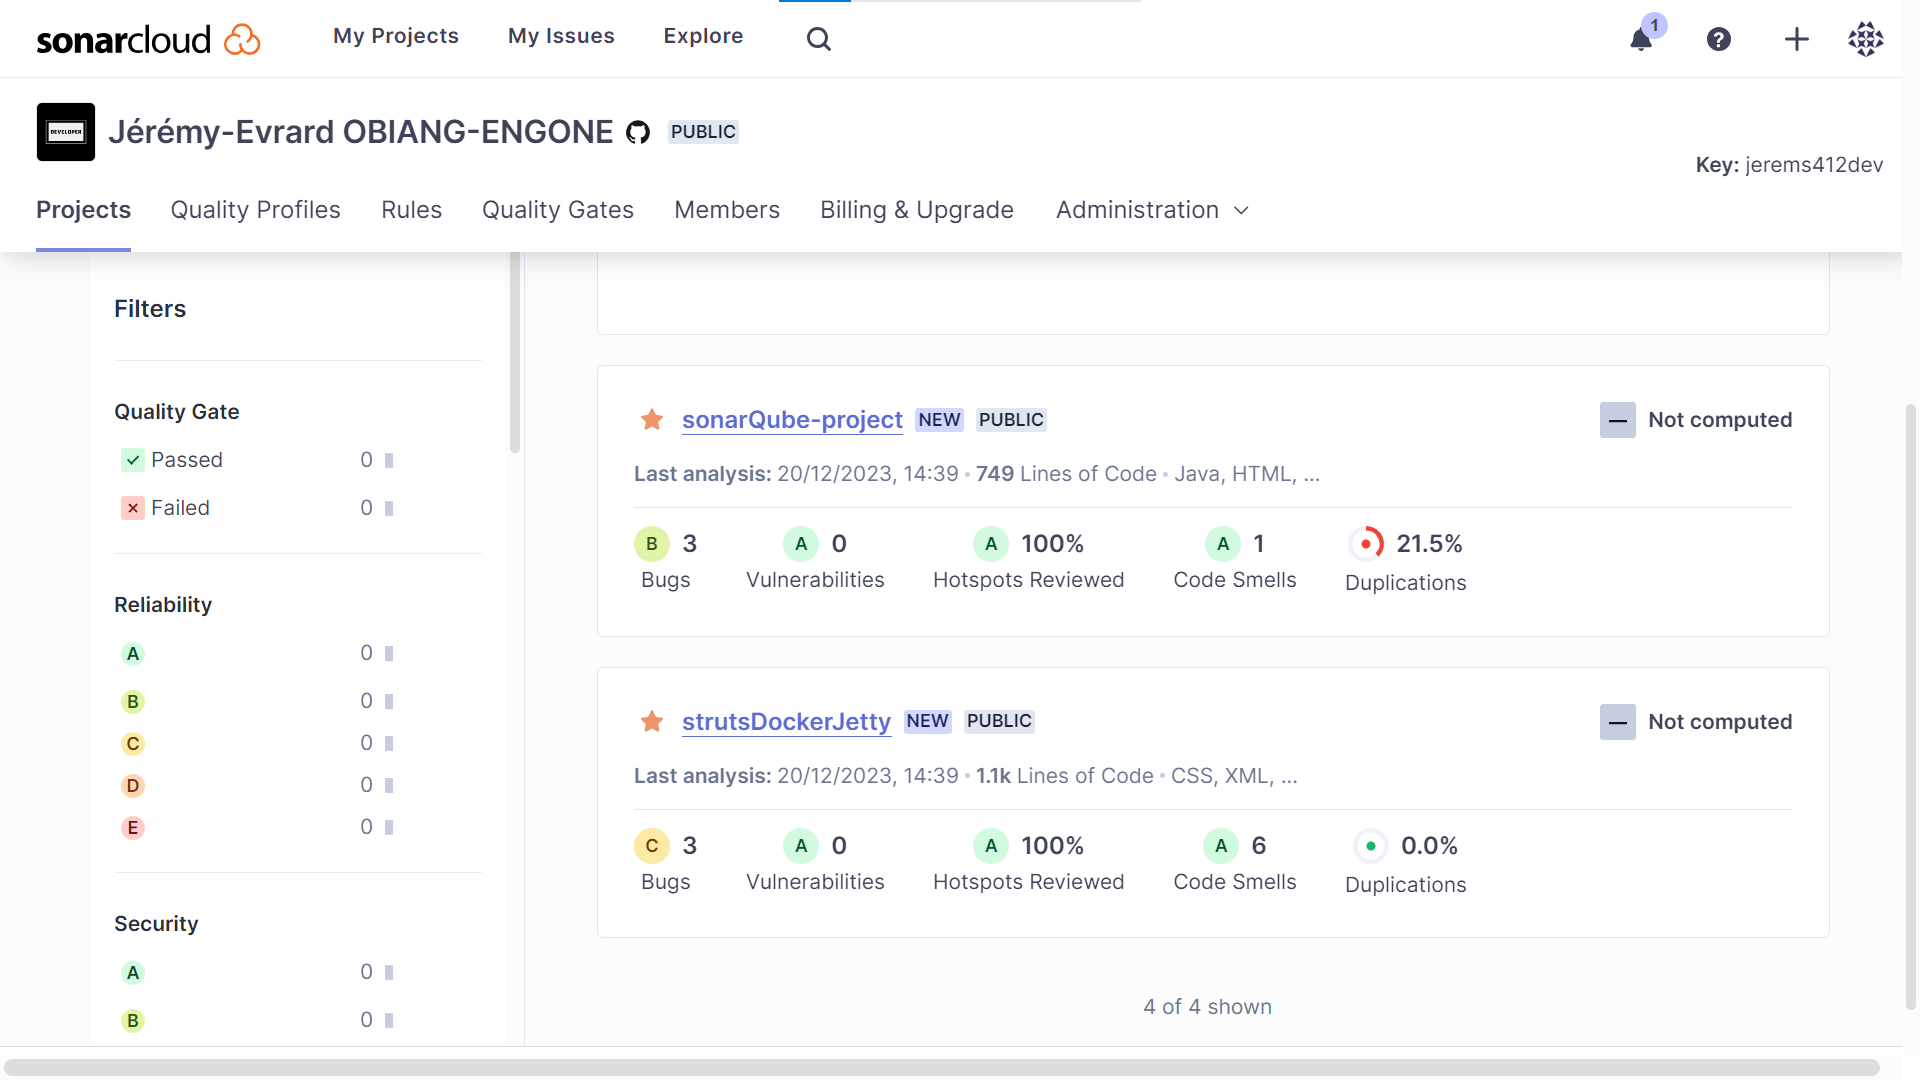 sonarcloud My Projects My Issues Explore 1
DEVELOPER Jérémy-Evrard OBIANG-ENGONE PUBLIC
Key: jerems412dev
Projects Quality Profiles Rules Quality Gates Members Billing & Upgrade Administration
Filters
Quality Gate
Passed 0
Failed 0
Reliability
A 0
B 0
C 0
D 0
E 0
Security
A 0
B 0
sonarQube-project NEW PUBLIC Not computed
Last analysis: 20/12/2023, 14:39 • 749 Lines of Code • Java, HTML, ...
B 3 A 0 A 100% A 1 21.5%
Bugs Vulnerabilities Hotspots Reviewed Code Smells Duplications
strutsDockerJetty NEW PUBLIC Not computed
Last analysis: 20/12/2023, 14:39 • 1.1k Lines of Code • CSS, XML, ...
C 3 A 0 A 100% A 6 0.0%
Bugs Vulnerabilities Hotspots Reviewed Code Smells Duplications
4 of 4 shown